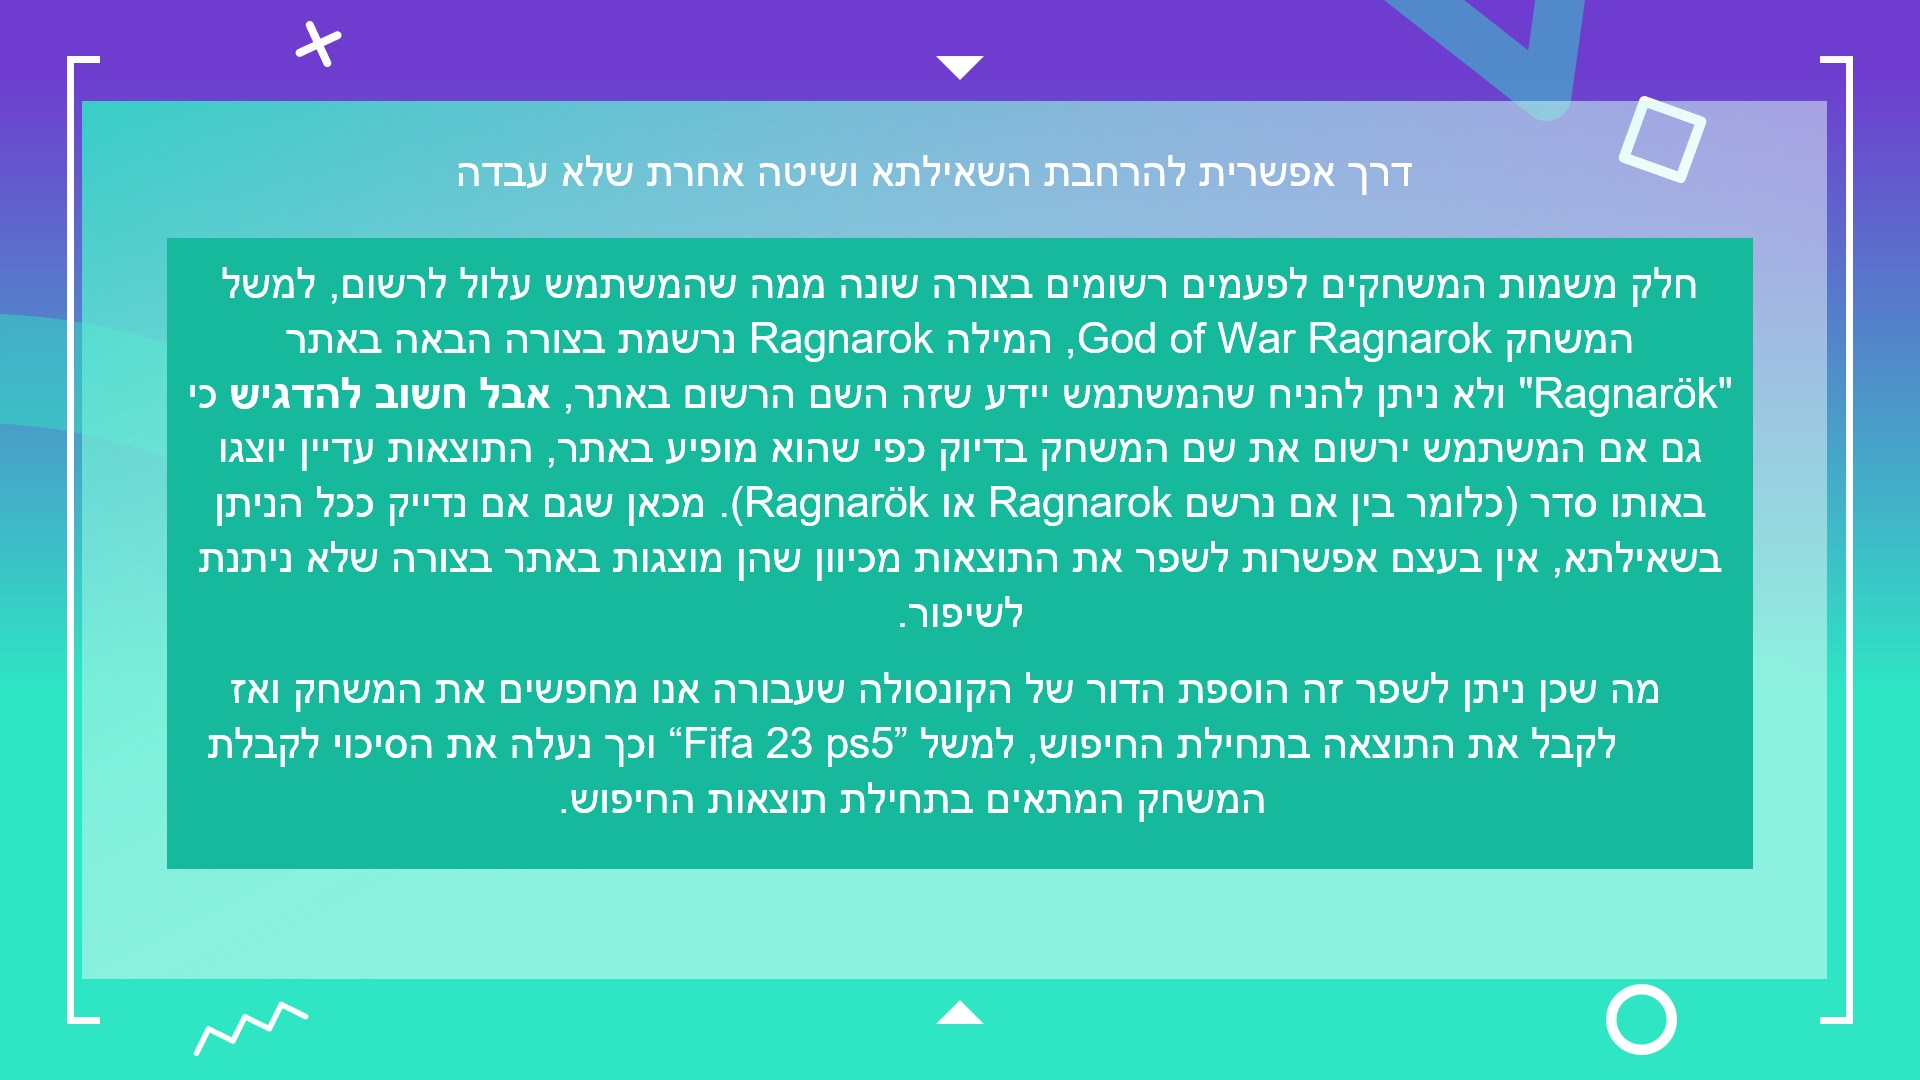 דרך אפשרית להרחבת השאילתא ושיטה אחרת שלא עבדה
חלק משמות המשחקים לפעמים רשומים בצורה שונה ממה שהמשתמש עלול לרשום, למשל
המשחק God of War Ragnarok, המילה Ragnarok נרשמת בצורה הבאה באתר
"Ragnarök" ולא ניתן להניח שהמשתמש יידע שזה השם הרשום באתר, אבל חשוב להדגיש כי
גם אם המשתמש ירשום את שם המשחק בדיוק כפי שהוא מופיע באתר, התוצאות עדיין יוצגו
באותו סדר (כלומר בין אם נרשם Ragnarok או Ragnarök). מכאן שגם אם נדייק ככל הניתן
בשאילתא, אין בעצם אפשרות לשפר את התוצאות מכיוון שהן מוצגות באתר בצורה שלא ניתנת
לשיפור.
מה שכן ניתן לשפר זה הוספת הדור של הקונסולה שעבורה אנו מחפשים את המשחק ואז
לקבל את התוצאה בתחילת החיפוש, למשל “Fifa 23 ps5” וכך נעלה את הסיכוי לקבלת
המשחק המתאים בתחילת תוצאות החיפוש.